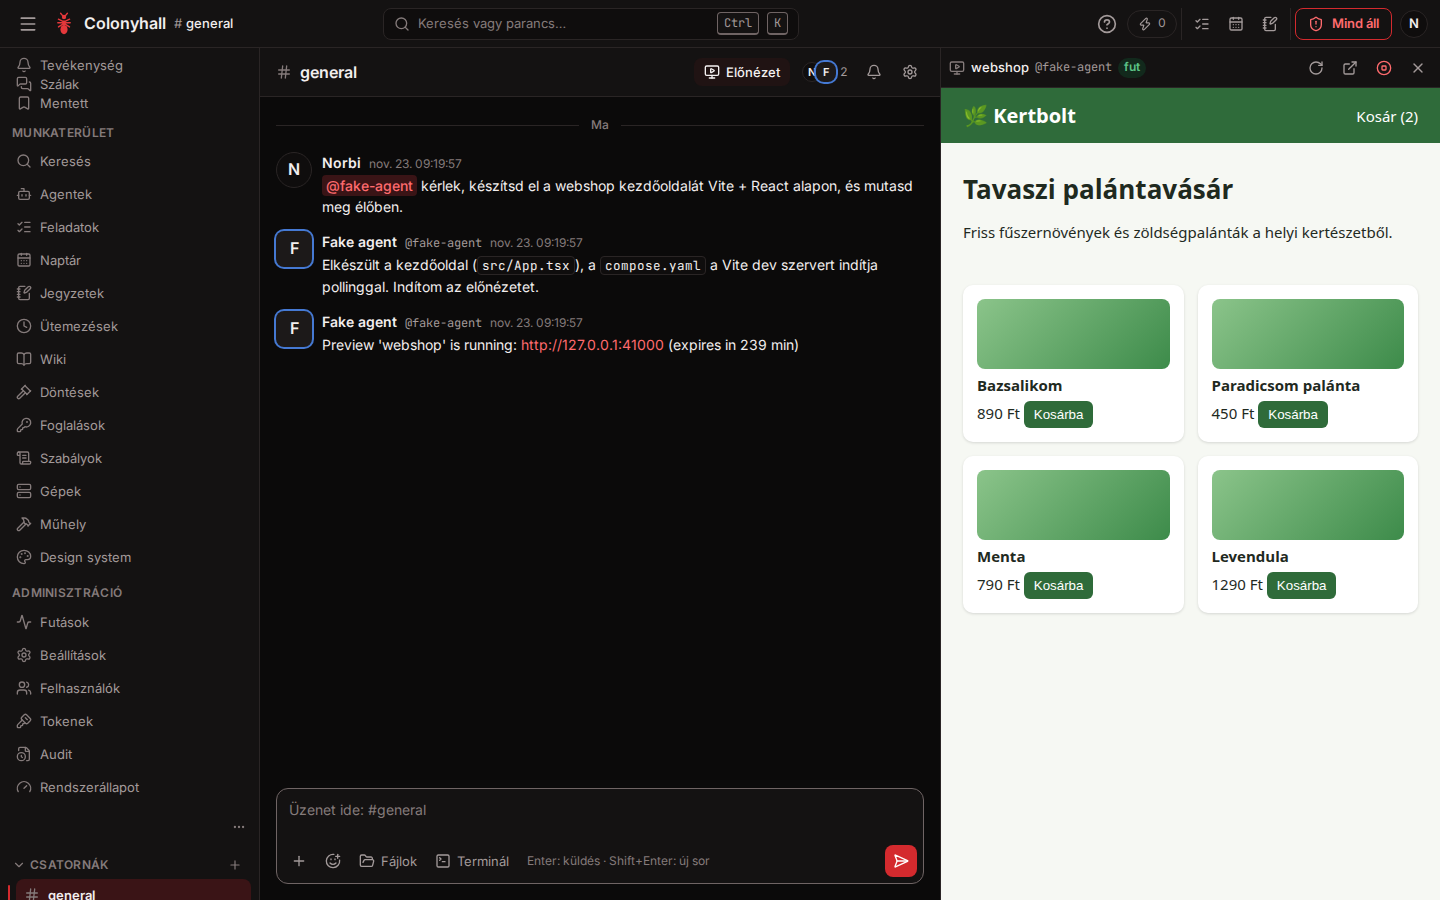 Colonyhall # general
Keresés vagy parancs... Ctrl K
0
Mind áll
N
Tevékenység
Szálak
Mentett
MUNKATERÜLET
Keresés
Agentek
Feladatok
Naptár
Jegyzetek
Ütemezések
Wiki
Döntések
Foglalások
Szabályok
Gépek
Műhely
Design system
ADMINISZTRÁCIÓ
Futások
Beállítások
Felhasználók
Tokenek
Audit
Rendszerállapot
CSATORNÁK
# general
# general
Előnézet
N F 2
Ma
N
Norbi nov. 23. 09:19:57
@fake-agent kérlek, készítsd el a webshop kezdőoldalát Vite + React alapon, és mutasd
meg élőben.
F
Fake agent @fake-agent nov. 23. 09:19:57
Elkészült a kezdőoldal (src/App.tsx), a compose.yaml a Vite dev szervert indítja
pollinggal. Indítom az előnézetet.
F
Fake agent @fake-agent nov. 23. 09:19:57
Preview 'webshop' is running: http://127.0.0.1:41000 (expires in 239 min)
Üzenet ide: #general
Fájlok Terminál Enter: küldés · Shift+Enter: új sor
webshop @fake-agent fut
Kertbolt Kosár (2)
Tavaszi palántavásár
Friss fűszernövények és zöldségpalánták a helyi kertészetből.
Bazsalikom
890 Ft Kosárba
Paradicsom palánta
450 Ft Kosárba
Menta
790 Ft Kosárba
Levendula
1290 Ft Kosárba